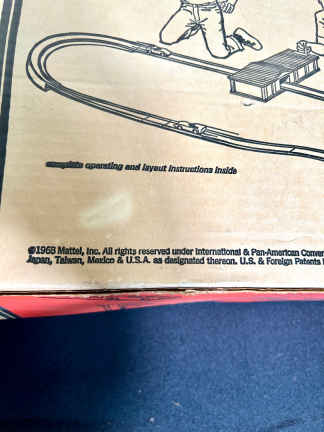 complete operating and layout instructions inside
©1968 Mattel, Inc. All rights reserved under International & Pan-American Conver
Japan, Taiwan, Mexico & U.S.A. as designated thereon. U.S. & Foreign Patents